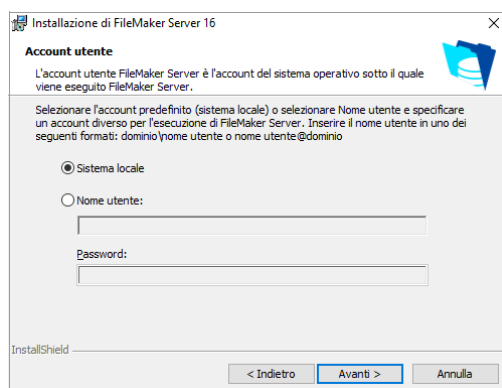 Installazione di FileMaker Server 16
Account utente
L'account utente FileMaker Server è l'account del sistema operativo sotto il quale
viene eseguito FileMaker Server.
Selezionare l'account predefinito (sistema locale) o selezionare Nome utente e specificare
un account diverso per l'esecuzione di FileMaker Server. Inserire il nome utente in uno dei
seguenti formati: dominio\nome utente o nome utente@dominio
Sistema locale
Nome utente:
Password:
InstallShield
< Indietro
Avanti >
Annulla